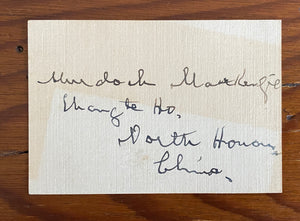 Murdoch Mackenzie
Changte Ho.
North Honan,
China.